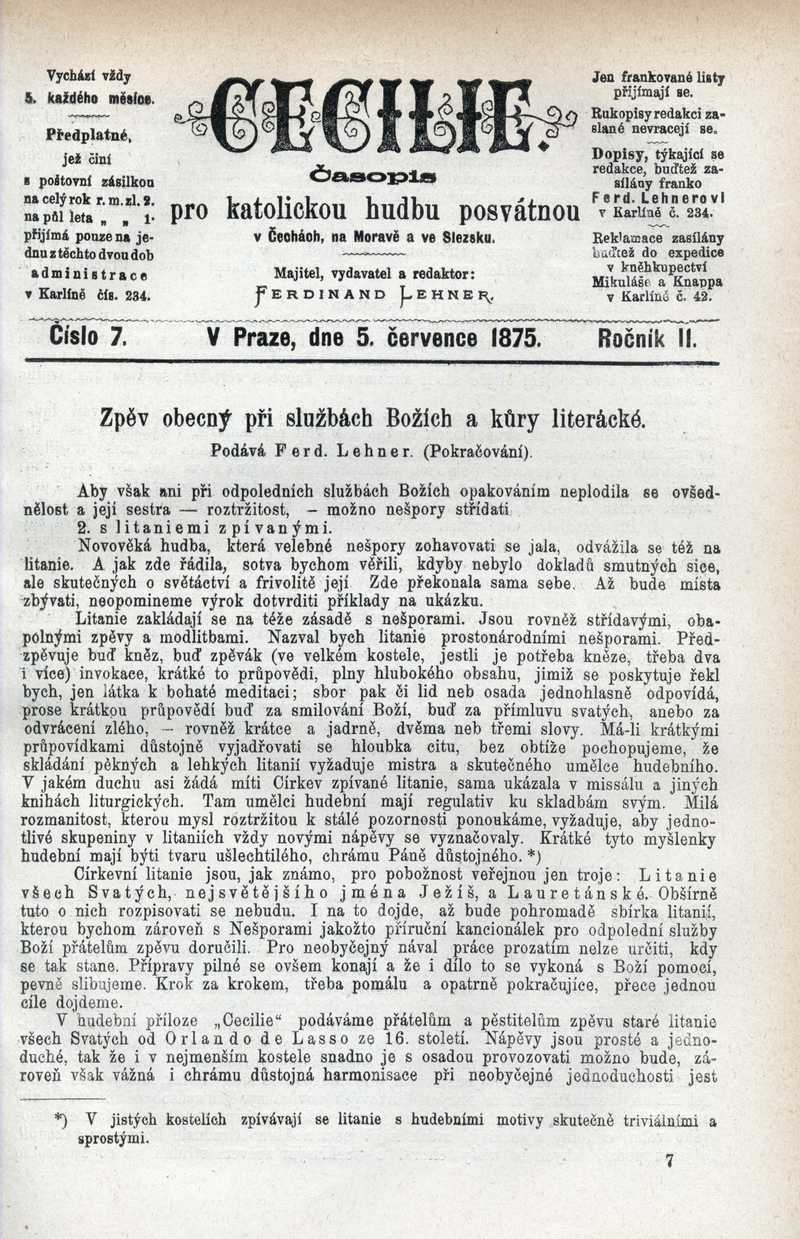 Vychází vždy
5. každého měsíce.
Předplatné,
jež činí
s poštovní zásilkou
na celý rok r. m. zl. 2.
na půl leta „ „ 1·
přijímá pouze na je-
dnu z těchto dvou dob
administrace
v Karlíně čís. 234.
CECILIE.
Časopis
pro katolickou hudbu posvátnou
v Čechách, na Moravě a ve Slezsku.
Majitel, vydavatel a redaktor:
FERDINAND LEHNER.
Jen frankované listy
přijímají se.
Rukopisy redakci za-
slané nevracejí se.
Dopisy, týkající se
redakce, buďtež za-
sílány franko
Ferd. Lehnerovi
v Karlíně č. 234.
Reklamace zasílány
buďtež do expedice
v kněhkupectví
Mikuláše a Knappa
v Karlíně č. 42.
Číslo 7. V Praze, dne 5. července 1875. Ročník II.
Zpěv obecný při službách Božích a kůry literácké.
Podává Ferd. Lehner. (Pokračování).
Aby však ani při odpoledních službách Božích opakováním neplodila se ovšed-
nělost a její sestra — roztržitost, – možno nešpory střídati
2. s litaniemi zpívanými.
Novověká hudba, která velebné nešpory zohavovati se jala, odvážila se též na
litanie. A jak zde řádila, sotva bychom věřili, kdyby nebylo dokladů smutných sice,
ale skutečných o světáctví a frivolitě její Zde překonala sama sebe. Až bude místa
zbývati, neopomineme výrok dotvrditi příklady na ukázku.
Litanie zakládají se na téže zásadě s nešporami. Jsou rovněž střídavými, oba-
polnými zpěvy a modlitbami. Nazval bych litanie prostonárodními nešporami. Před-
zpěvuje buď kněz, buď zpěvák (ve velkém kostele, jestli je potřeba kněze, třeba dva
i více) invokace, krátké to průpovědi, plny hlubokého obsahu, jimiž se poskytuje řekl
bych, jen látka k bohaté meditaci; sbor pak či lid neb osada jednohlasně odpovídá,
prose krátkou průpovědí buď za smilování Boží, buď za přímluvu svatých, anebo za
odvrácení zlého, – rovněž krátce a jadrně, dvěma neb třemi slovy. Má-li krátkými
průpovídkami důstojně vyjadřovati se hloubka citu, bez obtíže pochopujeme, že
skládání pěkných a lehkých litanií vyžaduje mistra a skutečného umělce hudebního.
V jakém duchu asi žádá míti Církev zpívané litanie, sama ukázala v missálu a jiných
knihách liturgických. Tam umělci hudební mají regulativ ku skladbám svým. Milá
rozmanitost, kterou mysl roztržitou k stálé pozornosti ponoukáme, vyžaduje, aby jedno-
tlivé skupeniny v litaniích vždy novými nápěvy se vyznačovaly. Krátké tyto myšlenky
hudební mají býti tvaru ušlechtilého, chrámu Páně důstojného. *)
Církevní litanie jsou, jak známo, pro pobožnost veřejnou jen troje: Litanie
všech Svatých, nejsvětějšího jména Ježíš, a Lauretánské. Obšírně
tuto o nich rozpisovati se nebudu. I na to dojde, až bude pohromadě sbírka litanií,
kterou bychom zároveň s Nešporami jakožto příruční kancionálek pro odpolední služby
Boží přátelům zpěvu doručili. Pro neobyčejný nával práce prozatím nelze určiti, kdy
se tak stane. Přípravy pilné se ovšem konají a že i dílo to se vykoná s Boží pomocí,
pevně slibujeme. Krok za krokem, třeba pomálu a opatrně pokračujíce, přece jednou
cíle dojdeme.
V hudební příloze „Cecilie“ podáváme přátelům a pěstitelům zpěvu staré litanie
všech Svatých od Orlando de Lasso ze 16. století. Nápěvy jsou prosté a jedno-
duché, tak že i v nejmenším kostele snadno je s osadou provozovati možno bude, zá-
roveň však vážná i chrámu důstojná harmonisace při neobyčejné jednoduchosti jest
*) V jistých kostelích zpívávají se litanie s hudebními motivy skutečně triviálními a
sprostými.
7